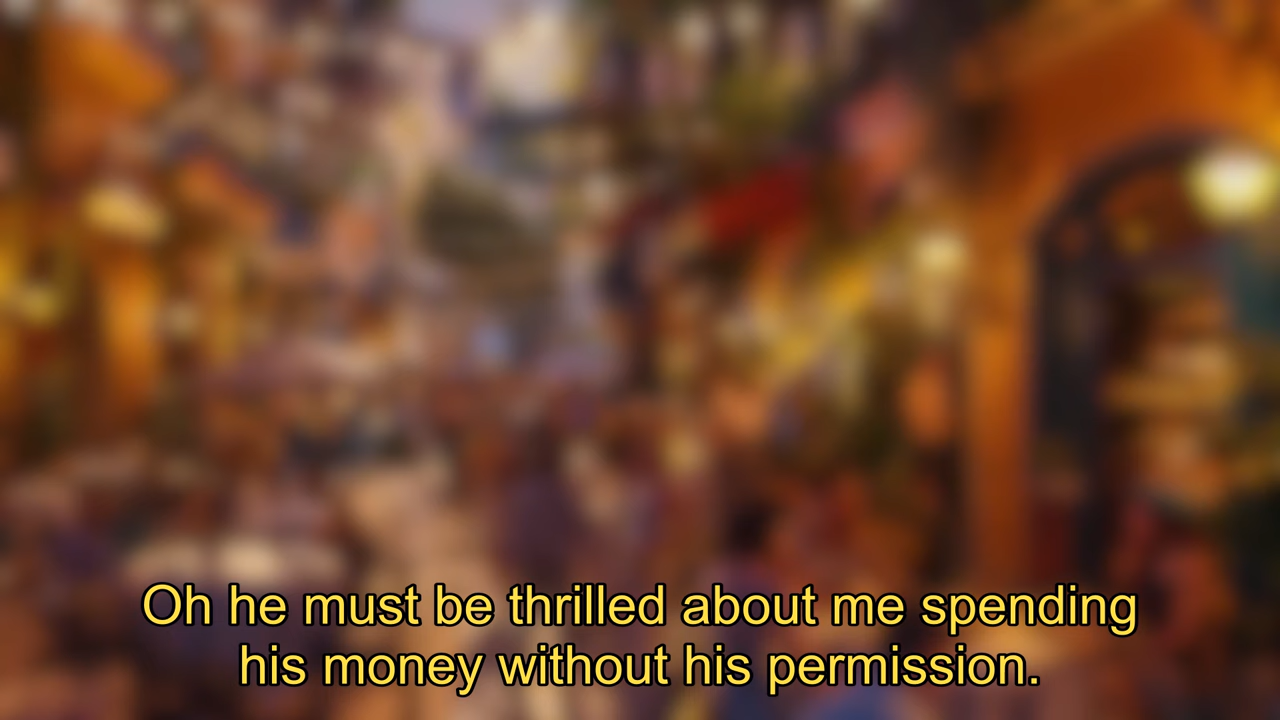 Oh he must be thrilled about me spending
his money without his permission.